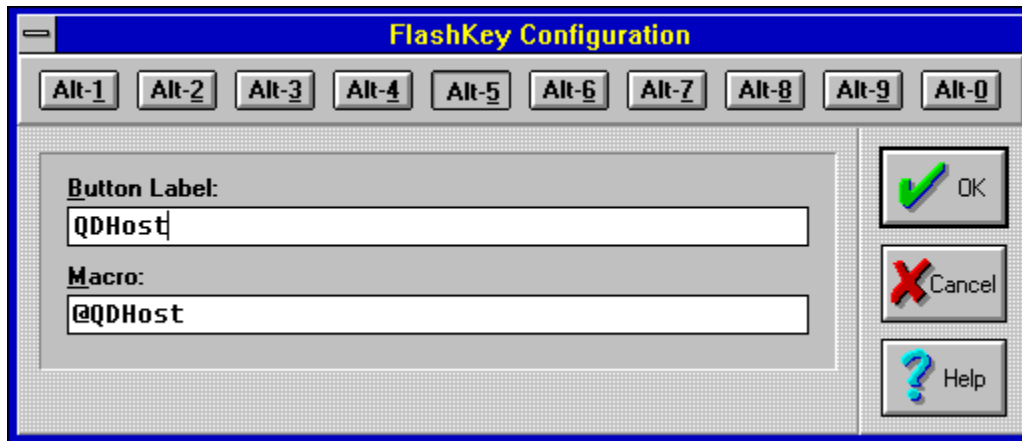 FlashKey Configuration
Alt-1 Alt-2 Alt-3 Alt-4 Alt-5 Alt-6 Alt-7 Alt-8 Alt-9 Alt-0
Button Label:
QDHost
Macro:
@QDHost
OK
Cancel
Help